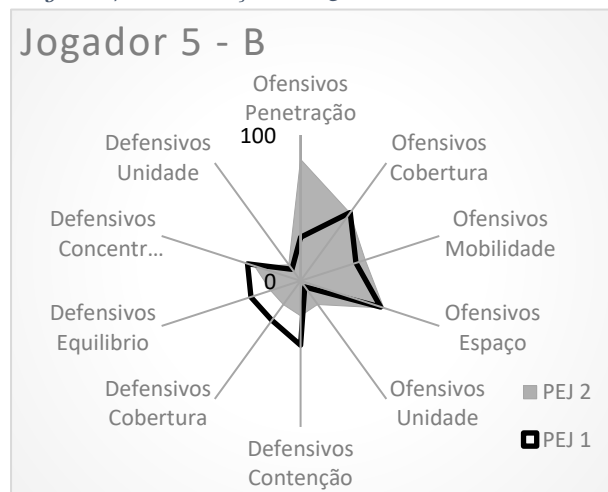 Jogador 5 - B
Ofensivos
Penetração
100
Ofensivos
Cobertura
Ofensivos
Mobilidade
Ofensivos
Espaço
Ofensivos
Unidade
Defensivos
Contenção
Defensivos
Cobertura
Defensivos
Equilibrio
Defensivos
Concentr...
Defensivos
Unidade
0
PEJ 2
PEJ 1